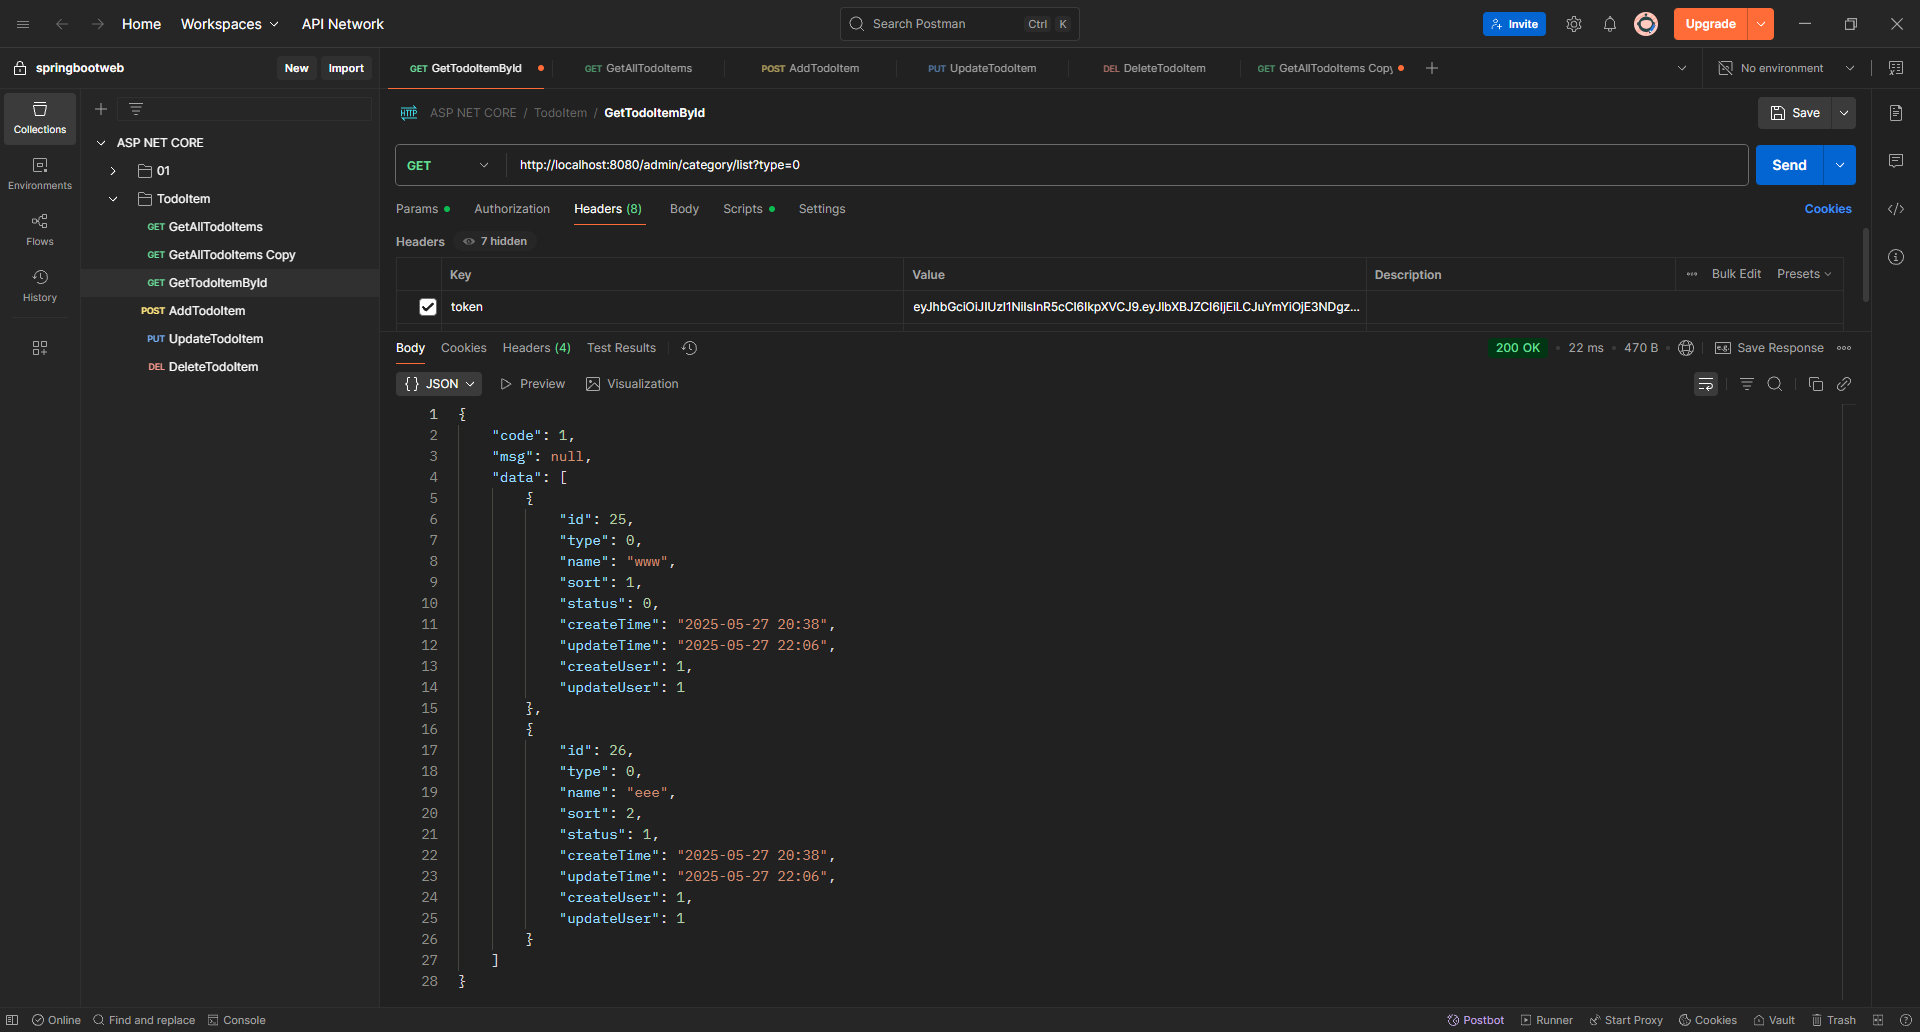 Home Workspaces API Network Search Postman Ctrl K Invite Upgrade
springbootweb New Import
GET GetTodoItemById GET GetAllTodoItems POST AddTodoItem PUT UpdateTodoItem DEL DeleteTodoItem GET GetAllTodoItems Copy No environment
Collections
Environments
Flows
History
ASP NET CORE
01
TodoItem
GET GetAllTodoItems
GET GetAllTodoItems Copy
GET GetTodoItemById
POST AddTodoItem
PUT UpdateTodoItem
DEL DeleteTodoItem
HTTP ASP NET CORE / TodoItem / GetTodoItemById Save
GET http://localhost:8080/admin/category/list?type=0 Send
Params Authorization Headers (8) Body Scripts Settings Cookies
Headers 7 hidden
Key Value Description Bulk Edit Presets
token
Body Cookies Headers (4) Test Results 200 OK 22 ms 470 B e.g. Save Response
{} JSON Preview Visualization
1 {
2 "code": 1,
3 "msg": null,
4 "data": [
5 {
6 "id": 25,
7 "type": 0,
8 "name": "www",
9 "sort": 1,
10 "status": 0,
11 "createTime": "2025-05-27 20:38",
12 "updateTime": "2025-05-27 22:06",
13 "createUser": 1,
14 "updateUser": 1
15 },
16 {
17 "id": 26,
18 "type": 0,
19 "name": "eee",
20 "sort": 2,
21 "status": 1,
22 "createTime": "2025-05-27 20:38",
23 "updateTime": "2025-05-27 22:06",
24 "createUser": 1,
25 "updateUser": 1
26 }
27 ]
28 }
Online Find and replace Console Postbot Runner Start Proxy Cookies Vault Trash